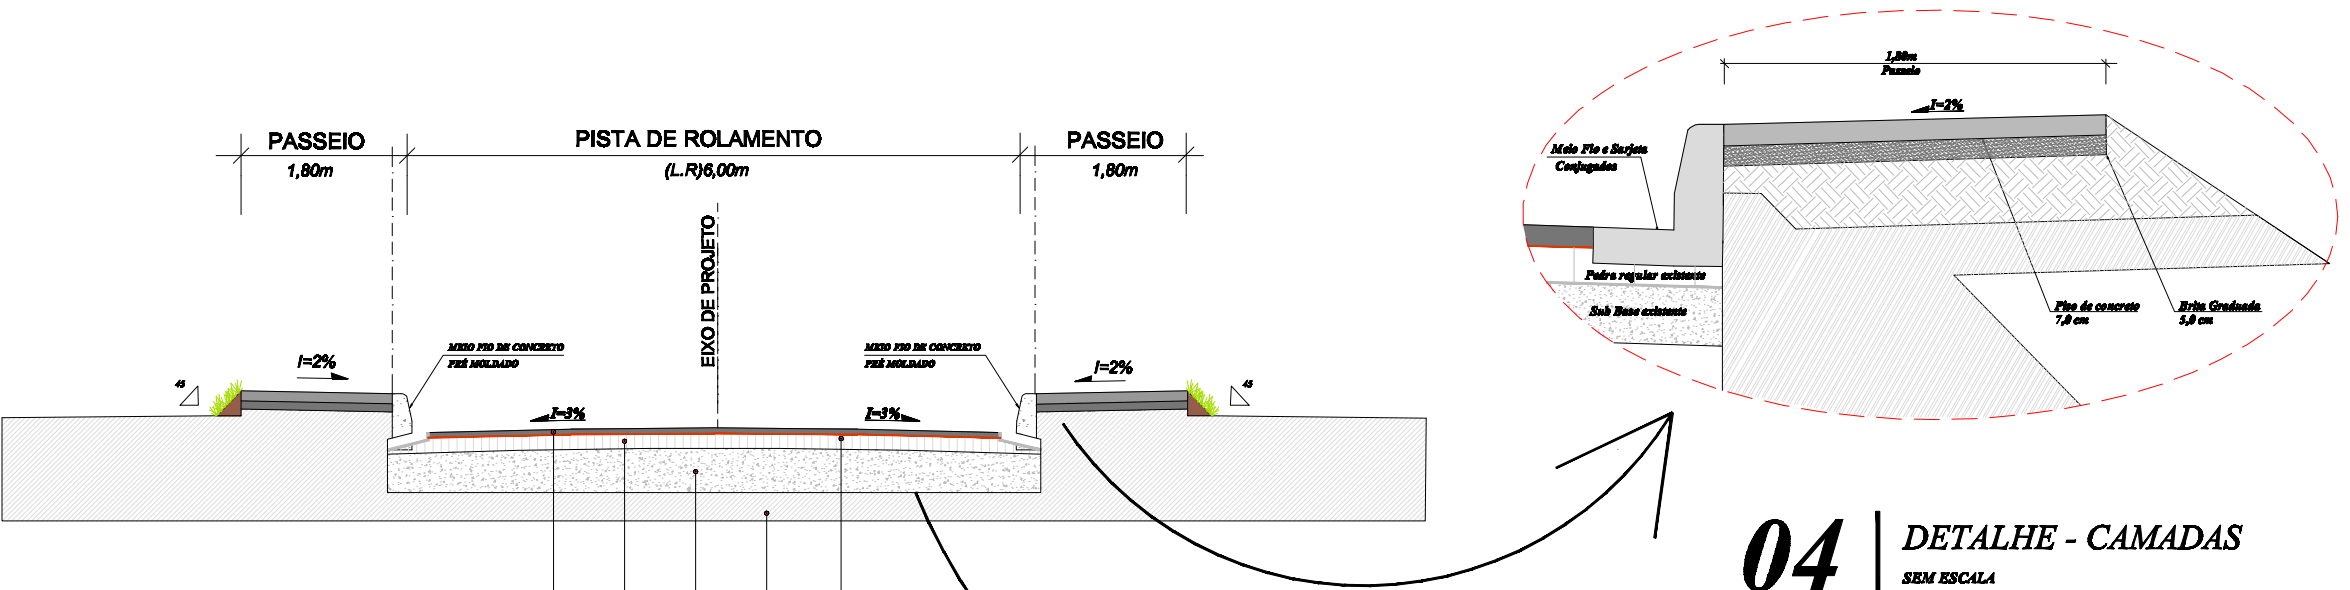 PASSEIO
1,80m
PISTA DE ROLAMENTO
(L.R)6,00m
PASSEIO
1,80m
EIXO DE PROJETO
MEIO FIO DE CONCRETO
PRÉ MOLDADO
MEIO FIO DE CONCRETO
PRÉ MOLDADO
I=2%
I=2%
45
45
I=3%
I=3%
1,80m
Passeio
I=2%
Meio Fio e Sarjeta
Conjugados
Pedra regular existente
Sub Base existente
Piso de concreto
7,0 cm
Brita Graduada
5,0 cm
04
DETALHE - CAMADAS
SEM ESCALA